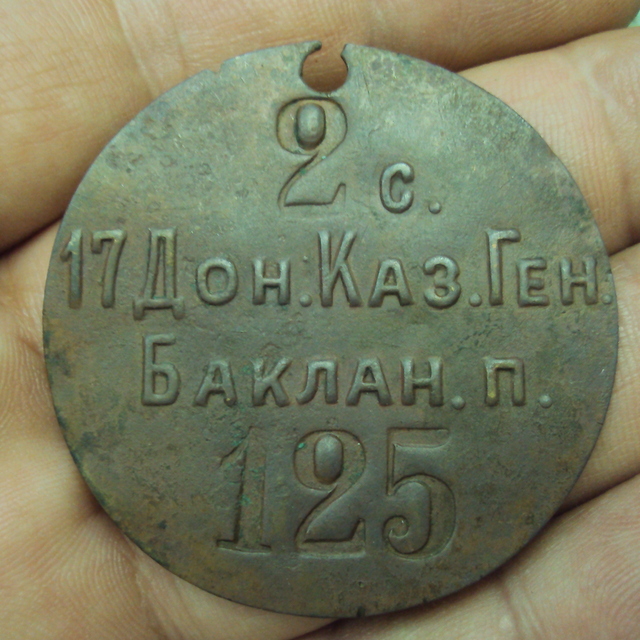 2 с.
17 Дон. Каз. Ген.
Баклан. п.
125